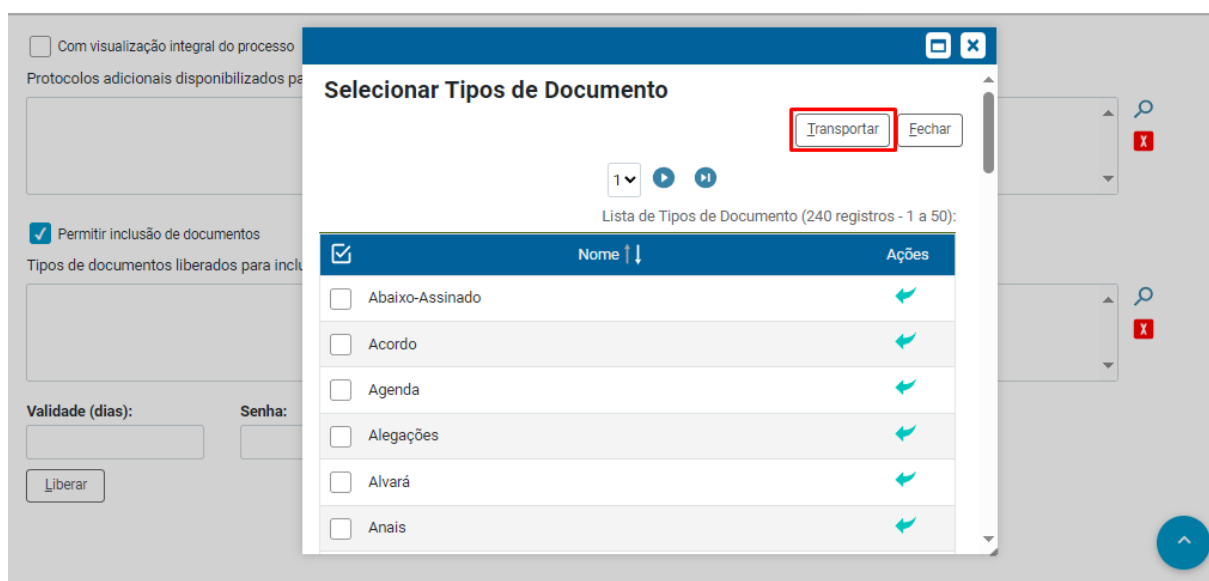 Com visualização integral do processo
Protocolos adicionais disponibilizados pa
Permitir inclusão de documentos
Tipos de documentos liberados para inclu
Validade (dias):
Senha:
Liberar
Selecionar Tipos de Documento
Transportar
Fechar
1
Lista de Tipos de Documento (240 registros - 1 a 50):
Nome
Ações
Abaixo-Assinado
Acordo
Agenda
Alegações
Alvará
Anais